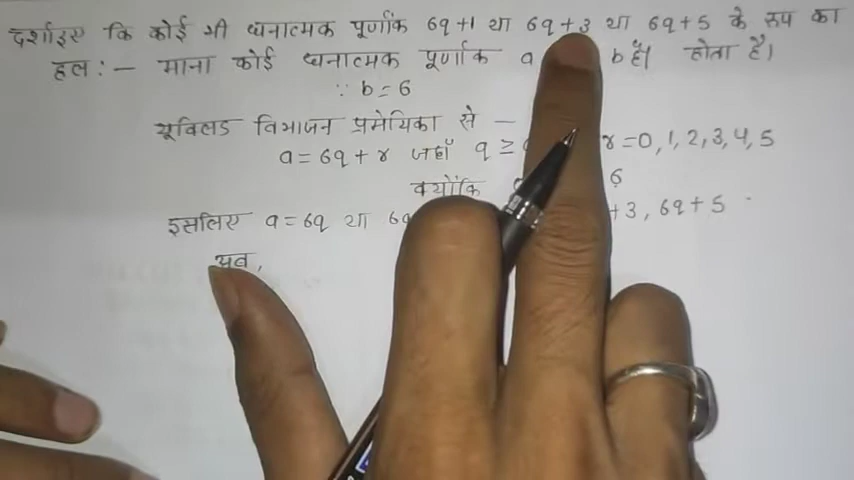 दर्शाइए कि कोई भी धनात्मक पूर्णांक 6q+1 या 6q+3 या 6q+5 के रूप का
हल :- माना कोई धनात्मक पूर्णांक a b है। होता है।
∵ b = 6
यूक्लिड विभाजन प्रमेयिका से -
a = 6q + r जहाँ q ≥ r = 0, 1, 2, 3, 4, 5
क्योंकि 6
इसलिए a = 6q या 6q +3, 6q+5
अब,